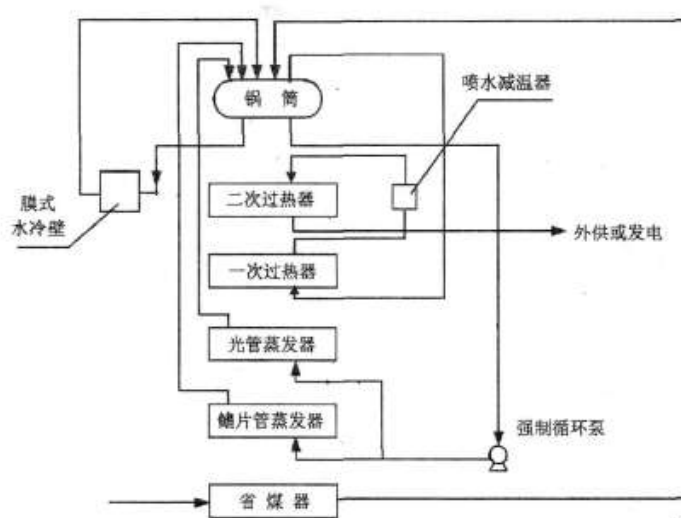 锅 筒
喷水减温器
膜式
水冷壁
二次过热器
外供或发电
一次过热器
光管蒸发器
鳍片管蒸发器
强制循环泵
省 煤 器